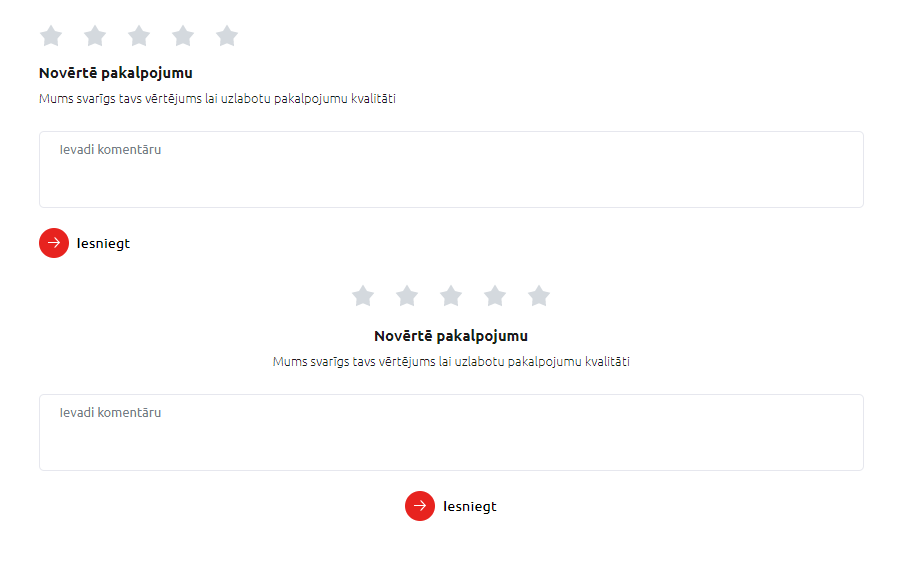 Novērtē pakalpojumu
Mums svarīgs tavs vērtējums lai uzlabotu pakalpojumu kvalitāti
Ievadi komentāru
Iesniegt
Novērtē pakalpojumu
Mums svarīgs tavs vērtējums lai uzlabotu pakalpojumu kvalitāti
Ievadi komentāru
Iesniegt